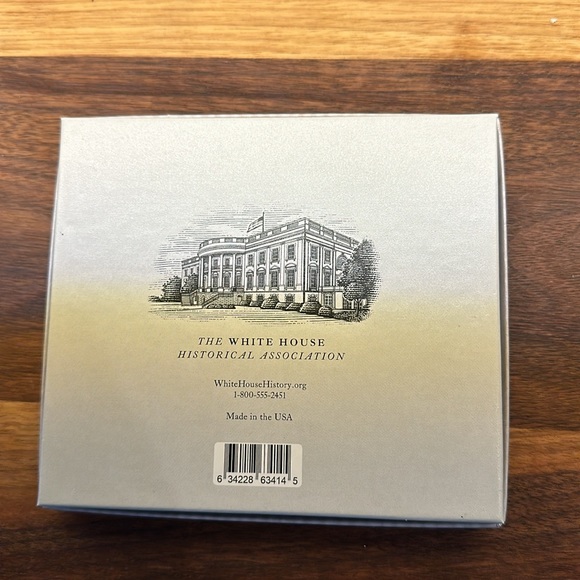 THE WHITE HOUSE
HISTORICAL ASSOCIATION
WhiteHouseHistory.org
1-800-555-2451
Made in the USA
6 34228 63414 5